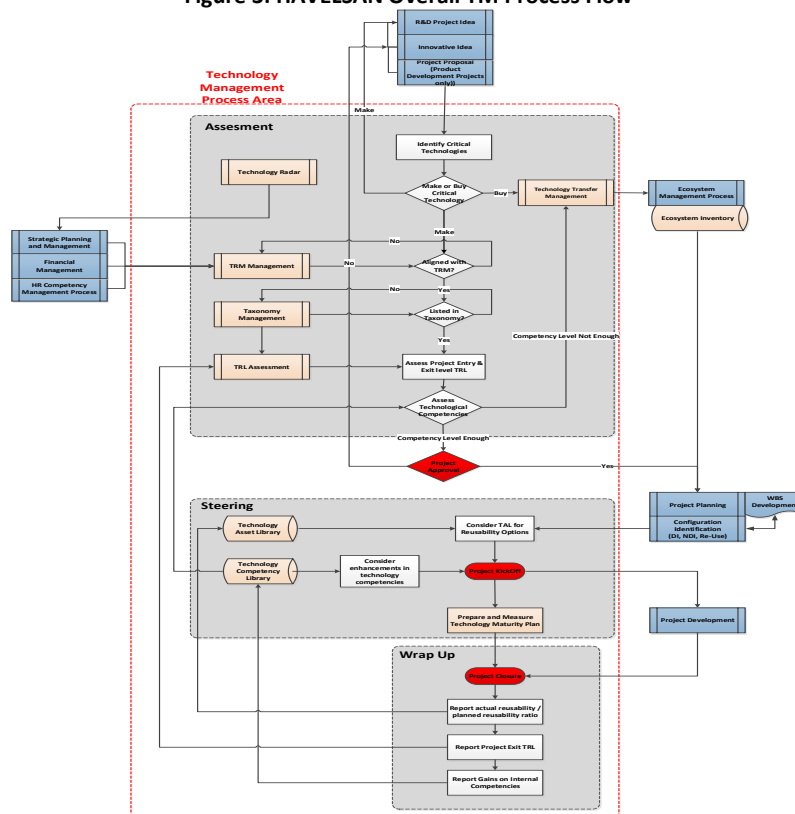 Figure 3. HAVELSAN Overall TM Process Flow
R&D Project Idea
Innovative Idea
Project Proposal
(Product
Development Projects
only))
Technology
Management
Process Area
Make
Assesment
Identify Critical
Technologies
Technology Radar
Make or Buy
Critical
Technology
Buy
Technology Transfer
Management
Ecosystem
Management Process
Ecosystem Inventory
Strategic Planning
and Management
Financial
Management
HR Competency
Management Process
Make
No
No
TRM Management
Aligned with
TRM?
No
Yes
Taxonomy
Management
Listed in
Taxonomy?
Yes
Competency Level Not Enough
TRL Assessment
Assess Project Entry &
Exit level TRL
Assess
Technological
Competencies
Competency Level Enough
Project
Approval
Yes
Steering
Technology
Asset Library
Consider TAL for
Reusability Options
Project Planning
WBS
Development
Configuration
Identification
(DI, NDI, Re-Use)
Technology
Competency
Library
Consider
enhancements in
technology
competencies
Project KickOff
Prepare and Measure
Technology Maturity Plan
Project Development
Wrap Up
Project Closure
Report actual reusability /
planned reusability ratio
Report Project Exit TRL
Report Gains on Internal
Competencies